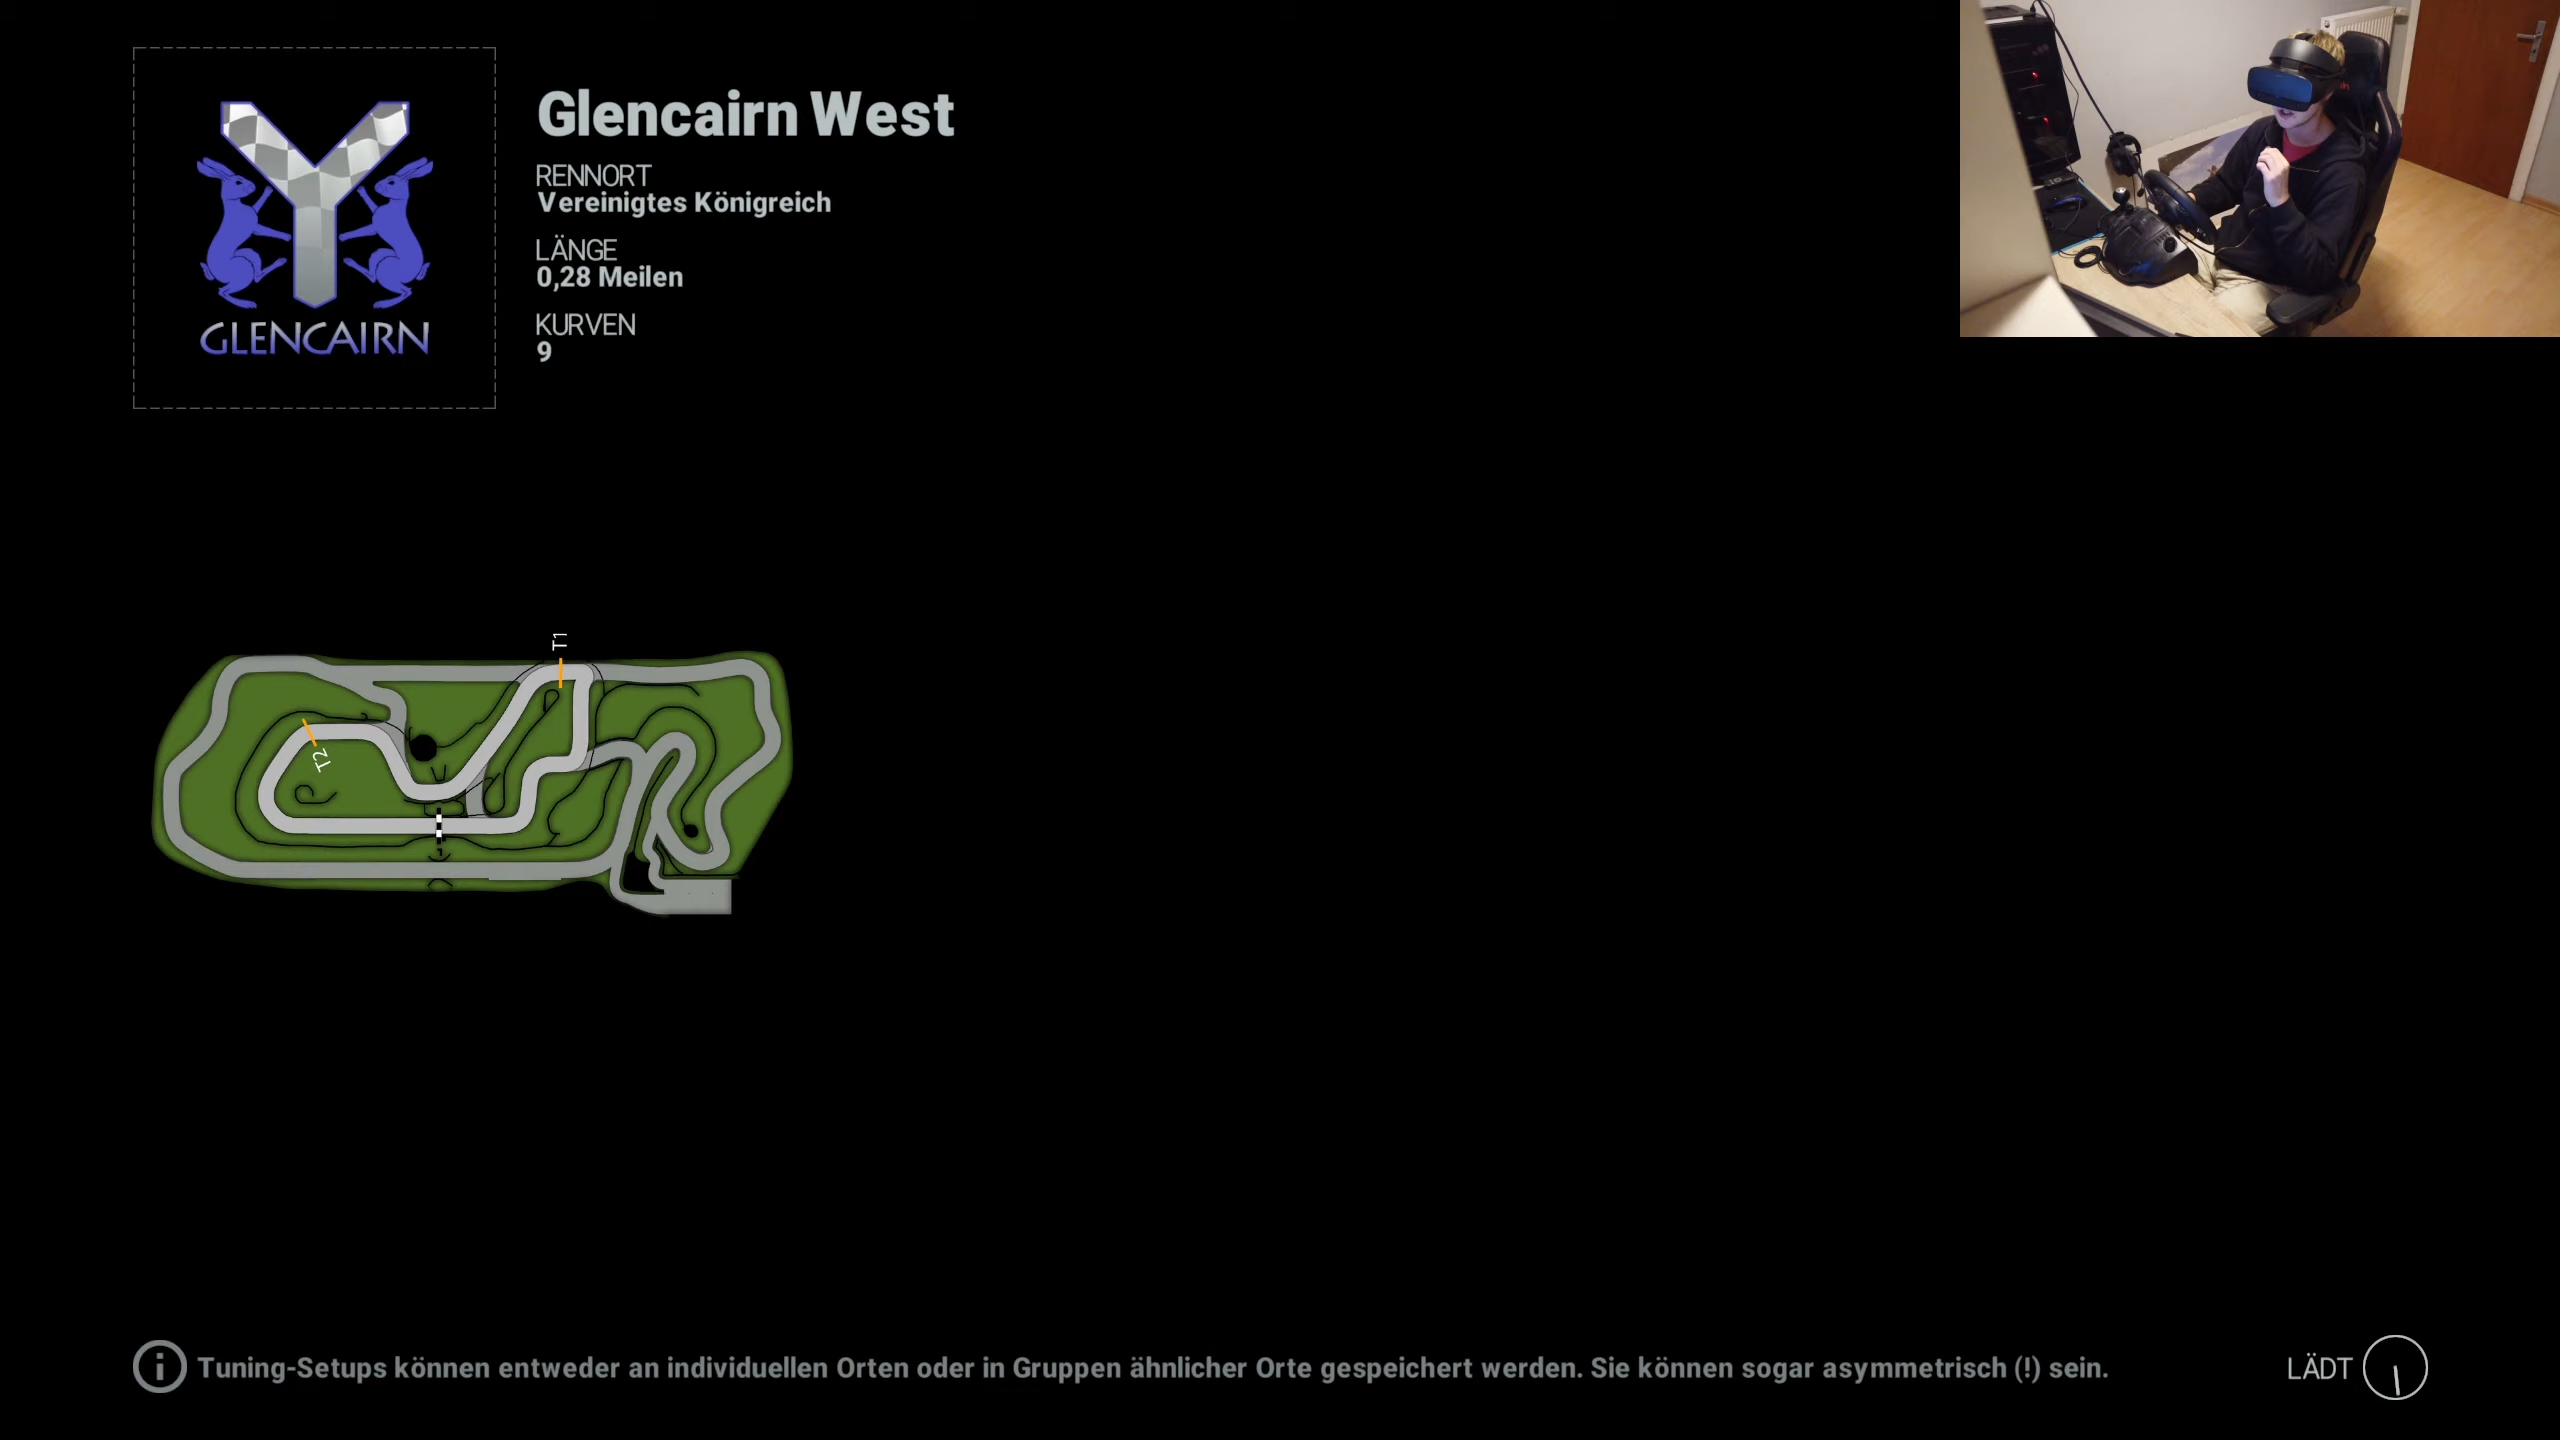 GLENCAIRN
Glencairn West
RENNORT
Vereinigtes Königreich
LÄNGE
0,28 Meilen
KURVEN
9
T1
T2
Tuning-Setups können entweder an individuellen Orten oder in Gruppen ähnlicher Orte gespeichert werden. Sie können sogar asymmetrisch (!) sein.
LÄDT